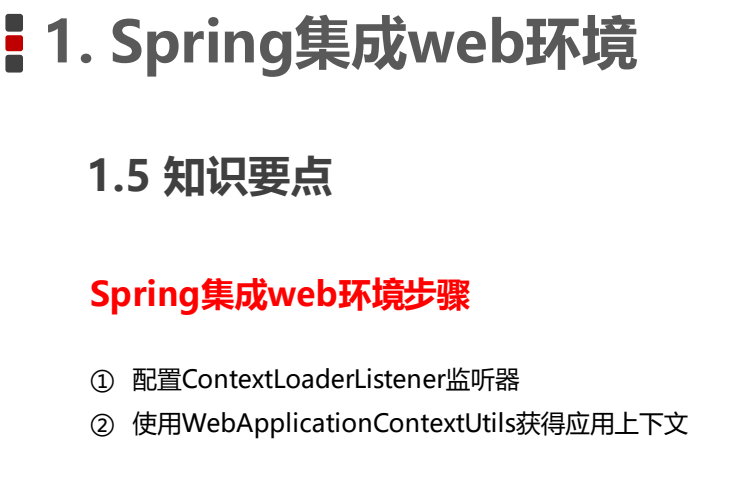 1. Spring集成web环境
1.5 知识要点
Spring集成web环境步骤
① 配置ContextLoaderListener监听器
② 使用WebApplicationContextUtils获得应用上下文